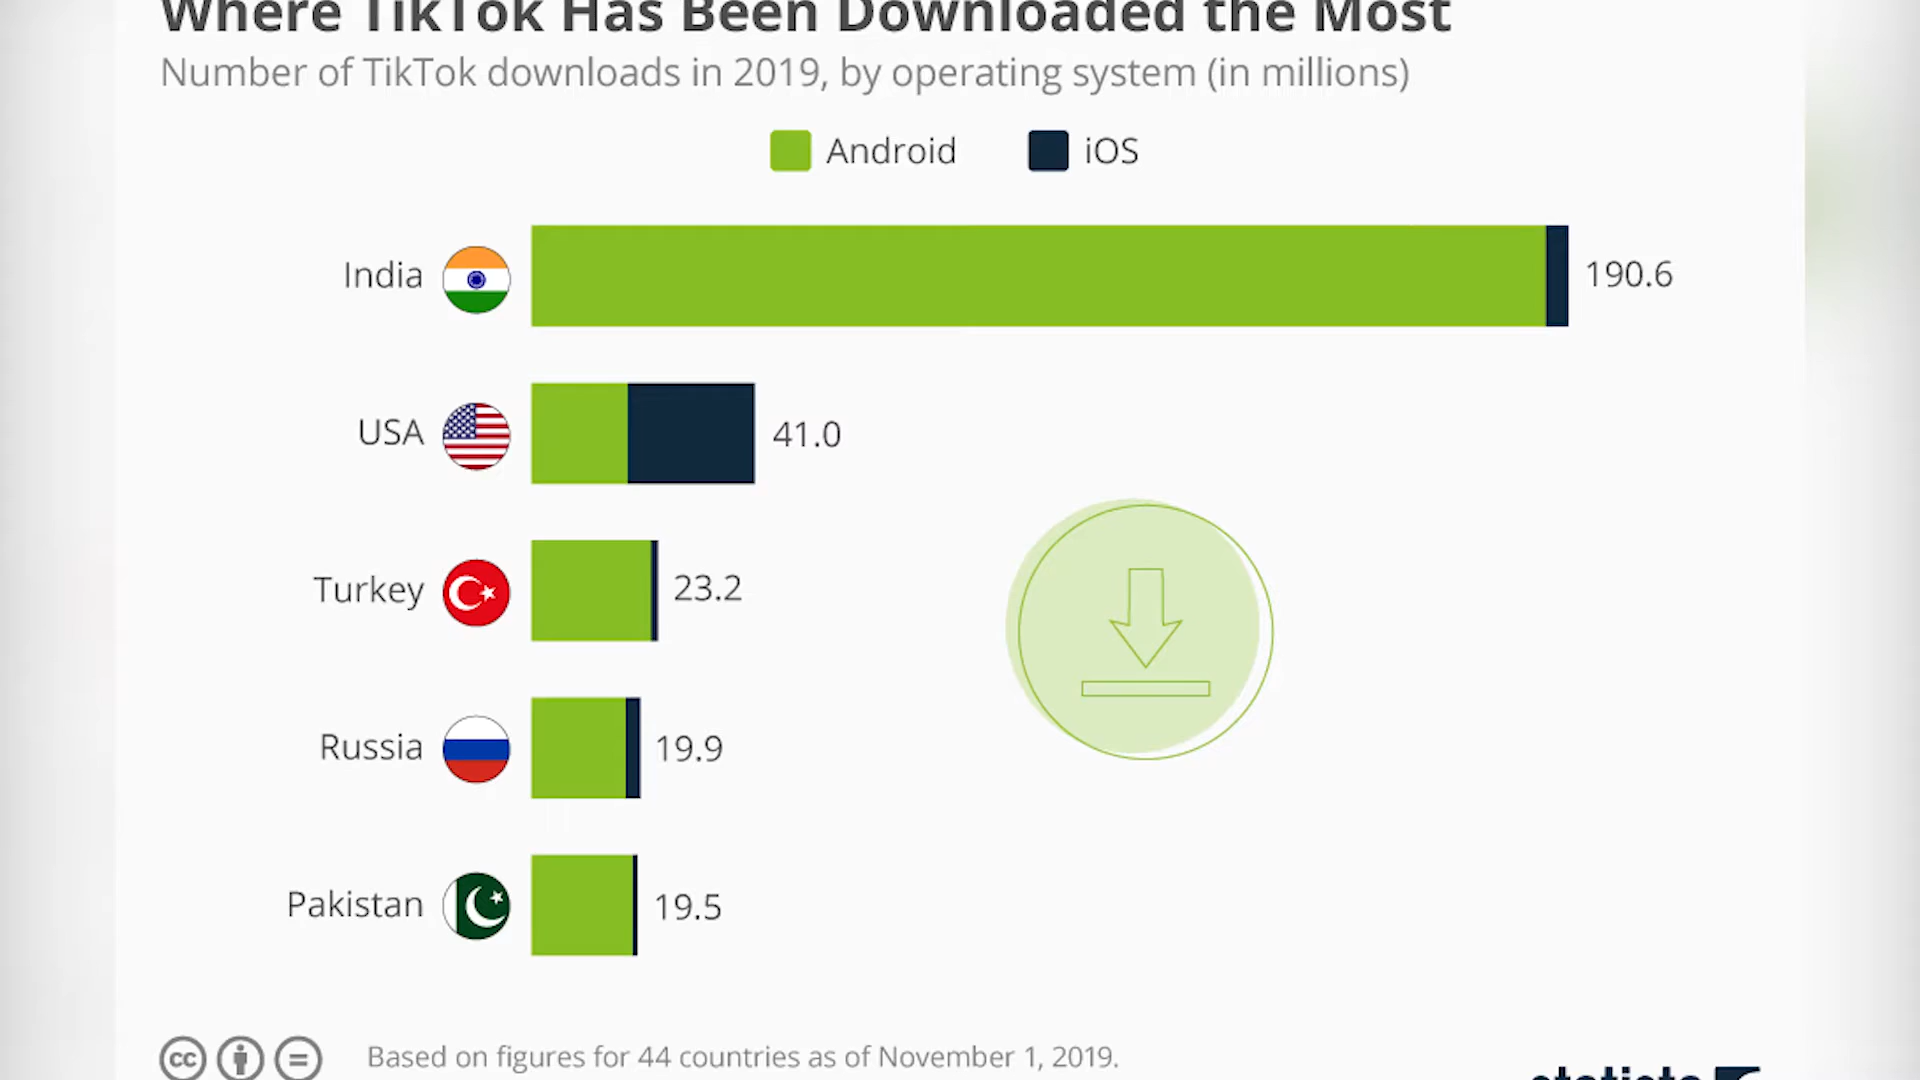 Where TikTok Has Been Downloaded the Most
Number of TikTok downloads in 2019, by operating system (in millions)
Android iOS
India 190.6
USA 41.0
Turkey 23.2
Russia 19.9
Pakistan 19.5
cc Based on figures for 44 countries as of November 1, 2019.
statista